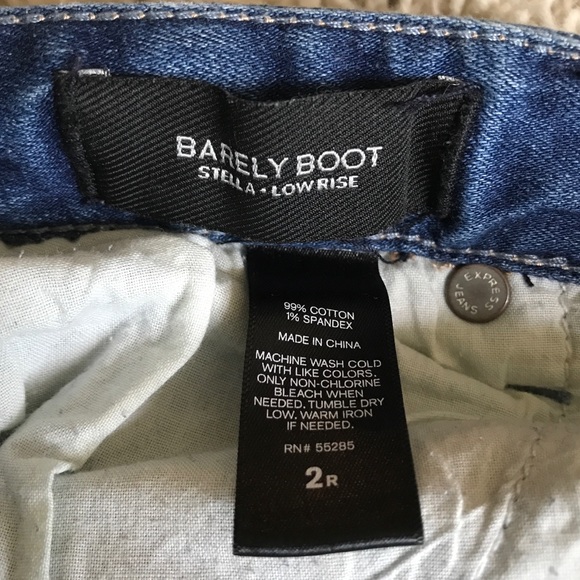 BARELY BOOT
STELLA • LOW RISE
99% COTTON
1% SPANDEX
MADE IN CHINA
MACHINE WASH COLD
WITH LIKE COLORS.
ONLY NON-CHLORINE
BLEACH WHEN
NEEDED. TUMBLE DRY
LOW. WARM IRON
IF NEEDED.
RN# 55285
2R
EXPRESS
JEANS